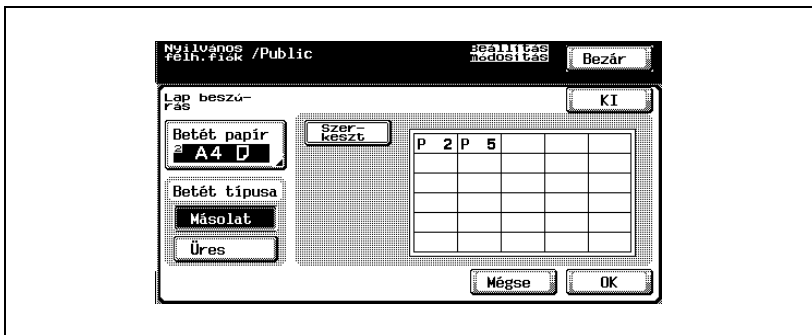 Nyilvános
felh.fiók /Public
Beállítás
módosítás
Bezár
Lap beszú-
rás
KI
Betét papír
2 A4
Szer-
keszt
P 2 P 5
Betét típusa
Másolat
Üres
Mégse OK